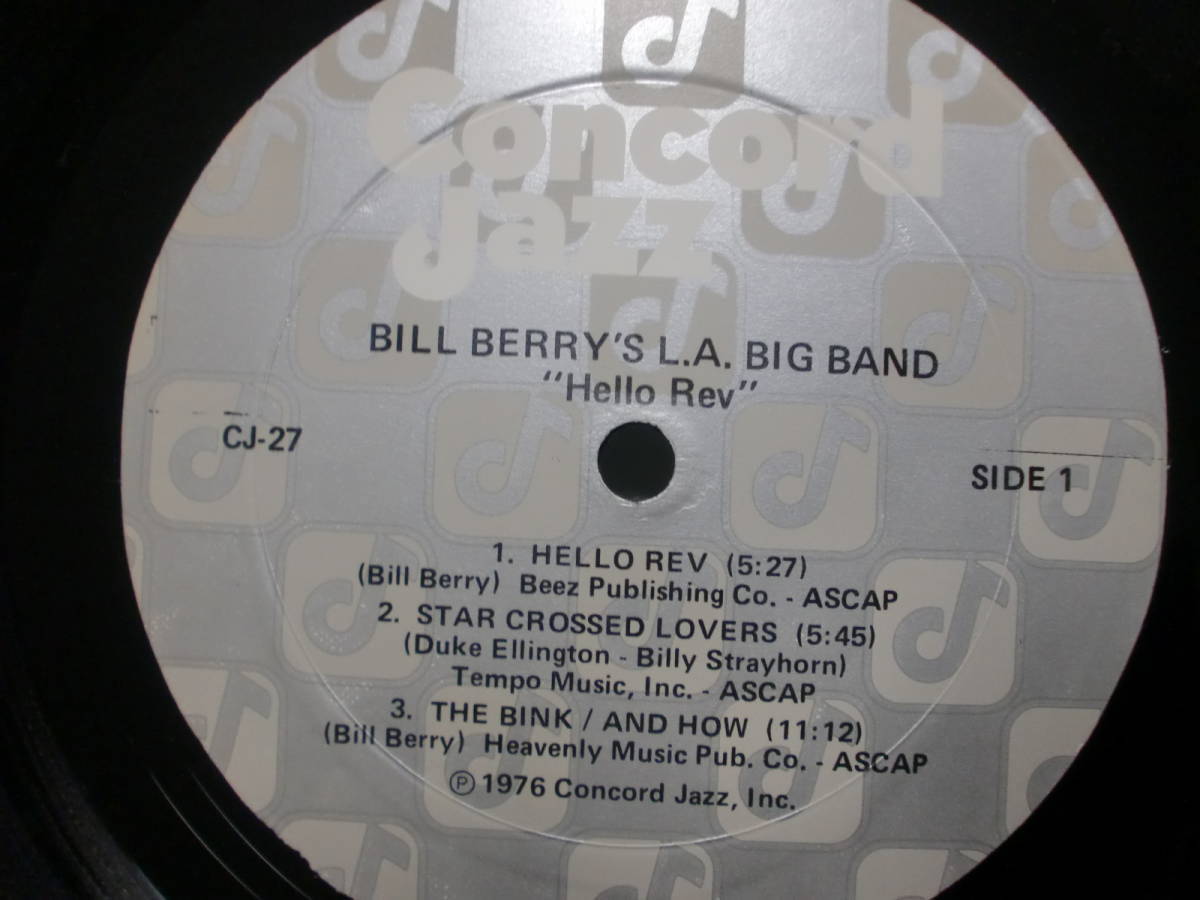 Concord
Jazz
BILL BERRY'S L.A. BIG BAND
"Hello Rev"
CJ-27
SIDE 1
1. HELLO REV (5:27)
(Bill Berry) Beez Publishing Co. - ASCAP
2. STAR CROSSED LOVERS (5:45)
(Duke Ellington - Billy Strayhorn)
Tempo Music, Inc. - ASCAP
3. THE BINK / AND HOW (11:12)
(Bill Berry) Heavenly Music Pub. Co. - ASCAP
℗ 1976 Concord Jazz, Inc.